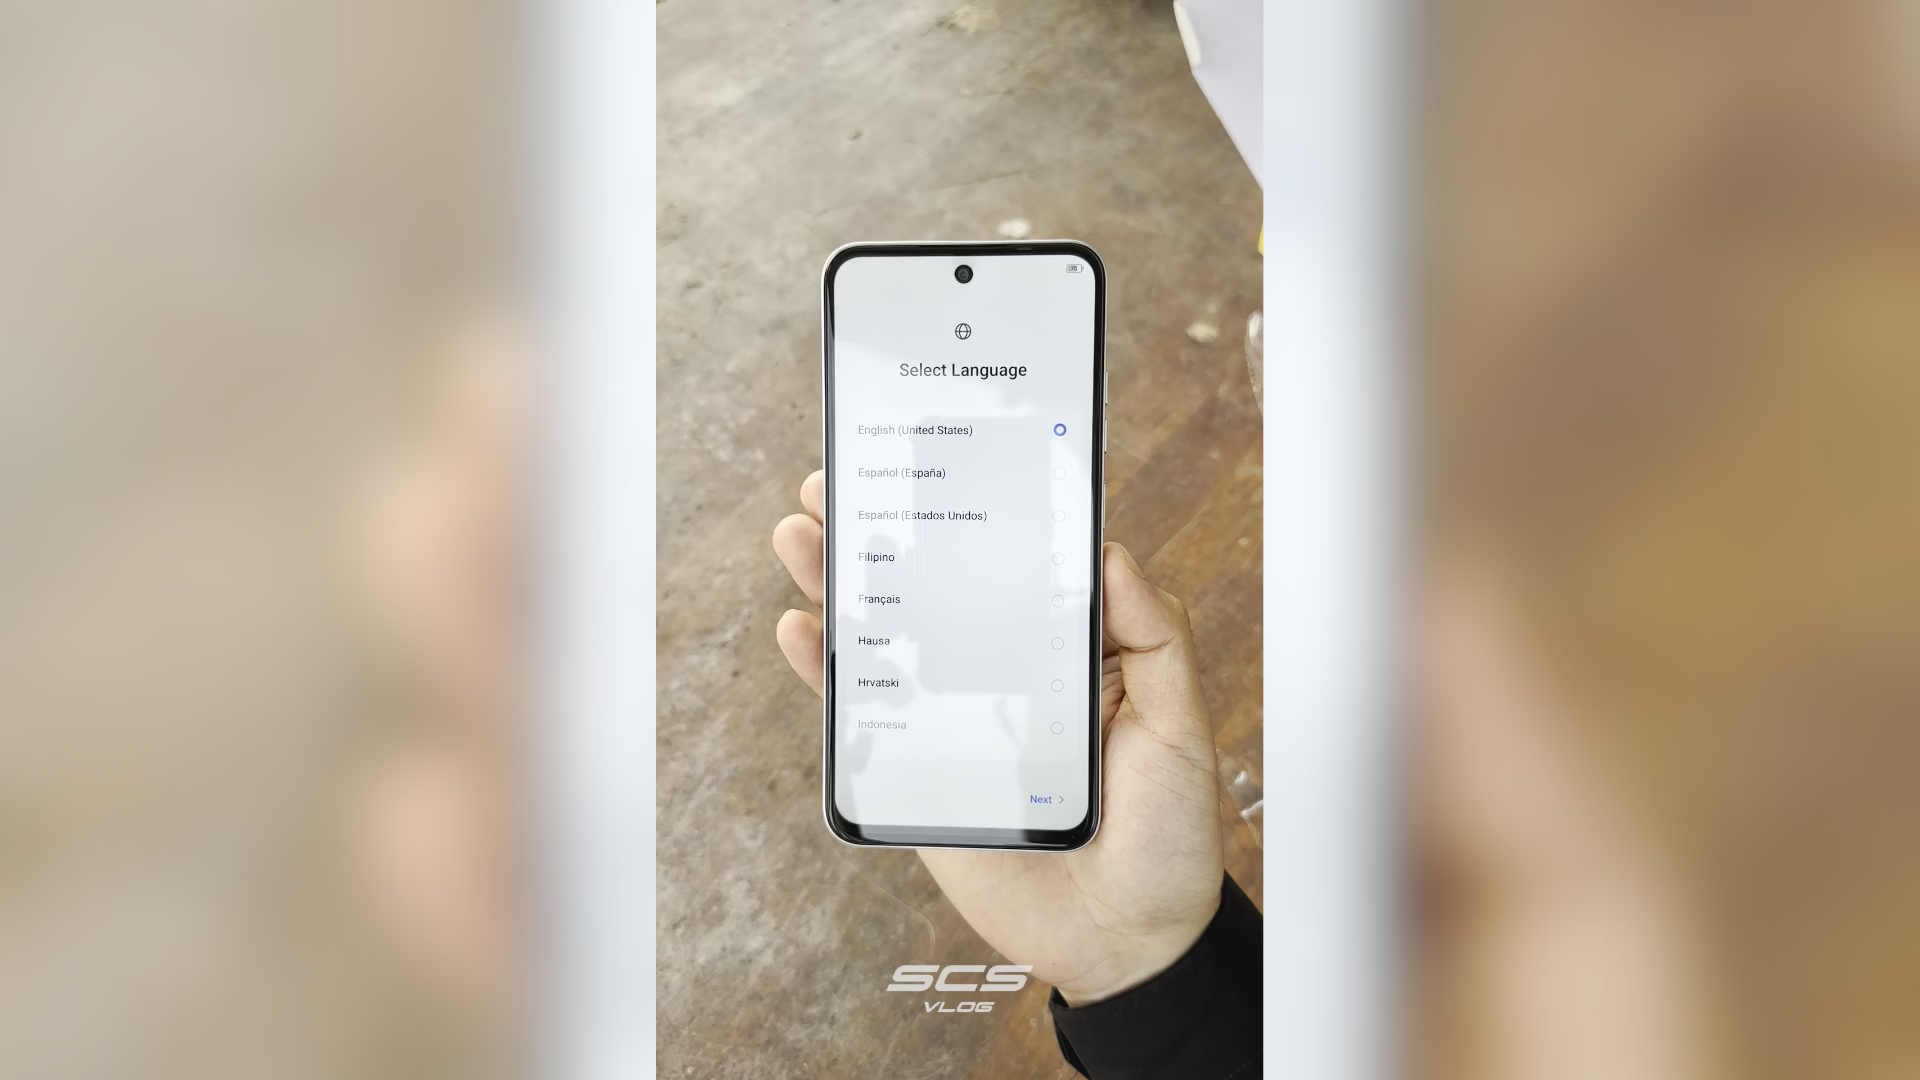 Select Language
English (United States)
Español (España)
Español (Estados Unidos)
Filipino
Français
Hausa
Hrvatski
Indonesia
Next
SCS
VLOG